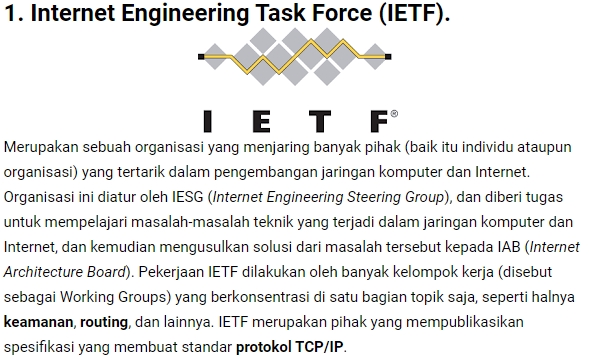 1. Internet Engineering Task Force (IETF).
I E T F®
Merupakan sebuah organisasi yang menjaring banyak pihak (baik itu individu ataupun
organisasi) yang tertarik dalam pengembangan jaringan komputer dan Internet.
Organisasi ini diatur oleh IESG (Internet Engineering Steering Group), dan diberi tugas
untuk mempelajari masalah-masalah teknik yang terjadi dalam jaringan komputer dan
Internet, dan kemudian mengusulkan solusi dari masalah tersebut kepada IAB (Internet
Architecture Board). Pekerjaan IETF dilakukan oleh banyak kelompok kerja (disebut
sebagai Working Groups) yang berkonsentrasi di satu bagian topik saja, seperti halnya
keamanan, routing, dan lainnya. IETF merupakan pihak yang mempublikasikan
spesifikasi yang membuat standar protokol TCP/IP.